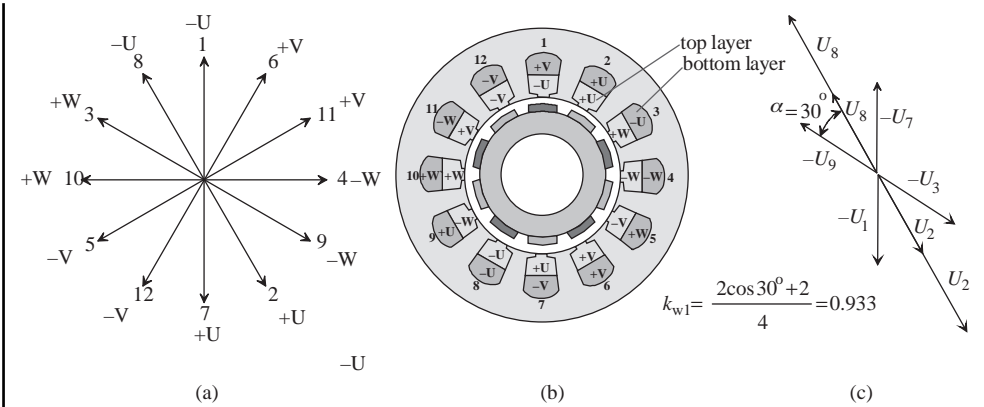 −U
1
−U
8
+V
6
+W
3
+V
11
+W 10
4 −W
−V
5
9
−W
12
−V
7
+U
2
+U
−U
(a)
1
+V
−U
2
+U
+U
3
−U
+W
−W −W 4
−V
+W 5
+V
+V
6
+U
−V
7
−U
−U
8
−W
+U
9
10 +W +W
11
−W
+V
12
−V
−V
top layer
bottom layer
(b)
U8
α=30°
U8
−U7
−U9
−U3
−U1
U2
U2
kw1= (2cos30°+2)/4 =0.933
(c)